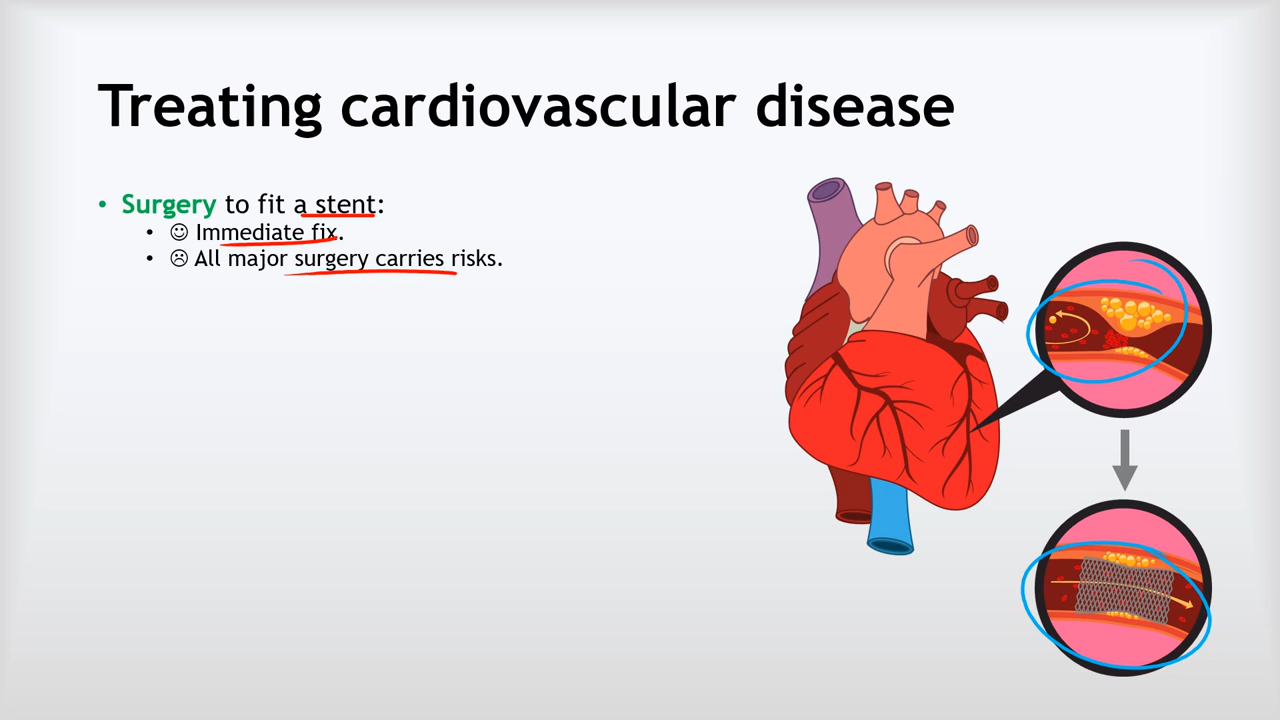 Treating cardiovascular disease
• Surgery to fit a stent:
• ☺ Immediate fix.
• ☹ All major surgery carries risks.